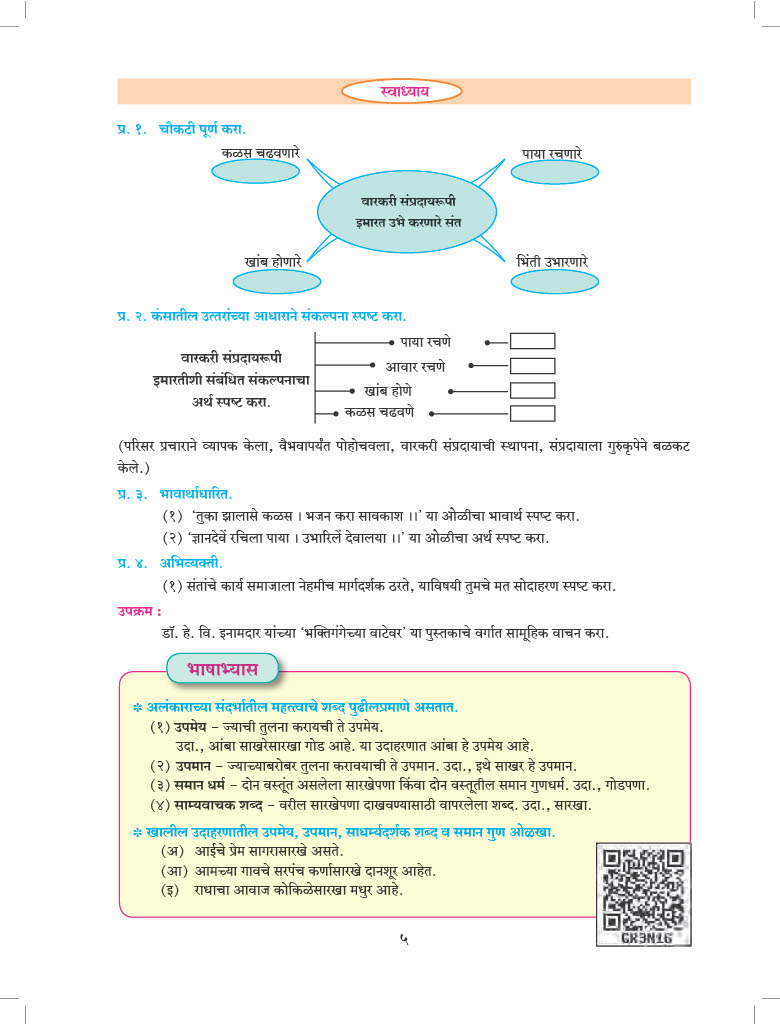 स्वाध्याय
प्र. १. चौकटी पूर्ण करा.
कळस चढवणारे
पाया रचणारे
वारकरी संप्रदायरूपी
इमारत उभे करणारे संत
खांब होणारे
भिंती उभारणारे
प्र. २. कंसातील उत्तरांच्या आधाराने संकल्पना स्पष्ट करा.
वारकरी संप्रदायरूपी
इमारतीशी संबंधित संकल्पनाचा
अर्थ स्पष्ट करा.
पाया रचणे
आवार रचणे
खांब होणे
कळस चढवणे
(परिसर प्रचाराने व्यापक केला, वैभवापर्यंत पोहोचवला, वारकरी संप्रदायाची स्थापना, संप्रदायाला गुरुकृपेने बळकट
केले.)
प्र. ३. भावार्थाधारित.
(१) ‘तुका झालासे कळस । भजन करा सावकाश ।।’ या ओळीचा भावार्थ स्पष्ट करा.
(२) ‘ज्ञानदेवें रचिला पाया । उभारिलें देवालया ।।’ या ओळीचा अर्थ स्पष्ट करा.
प्र. ४. अभिव्यक्ती.
(१) संतांचे कार्य समाजाला नेहमीच मार्गदर्शक ठरते, याविषयी तुमचे मत सोदाहरण स्पष्ट करा.
उपक्रम :
डॉ. हे. वि. इनामदार यांच्या ‘भक्तिगंगेच्या वाटेवर’ या पुस्तकाचे वर्गात सामूहिक वाचन करा.
भाषाभ्यास
✽ अलंकाराच्या संदर्भातील महत्त्वाचे शब्द पुढीलप्रमाणे असतात.
(१) उपमेय – ज्याची तुलना करायची ते उपमेय.
उदा., आंबा साखरेसारखा गोड आहे. या उदाहरणात आंबा हे उपमेय आहे.
(२) उपमान – ज्याच्याबरोबर तुलना करावयाची ते उपमान. उदा., इथे साखर हे उपमान.
(३) समान धर्म – दोन वस्तूंत असलेला सारखेपणा किंवा दोन वस्तूतील समान गुणधर्म. उदा., गोडपणा.
(४) साम्यवाचक शब्द – वरील सारखेपणा दाखवण्यासाठी वापरलेला शब्द. उदा., सारखा.
✽ खालील उदाहरणातील उपमेय, उपमान, साधर्म्यदर्शक शब्द व समान गुण ओळखा.
(अ) आईचे प्रेम सागरासारखे असते.
(आ) आमच्या गावचे सरपंच कर्णासारखे दानशूर आहेत.
(इ) राधाचा आवाज कोकिळेसारखा मधुर आहे.
GR3N1G
५